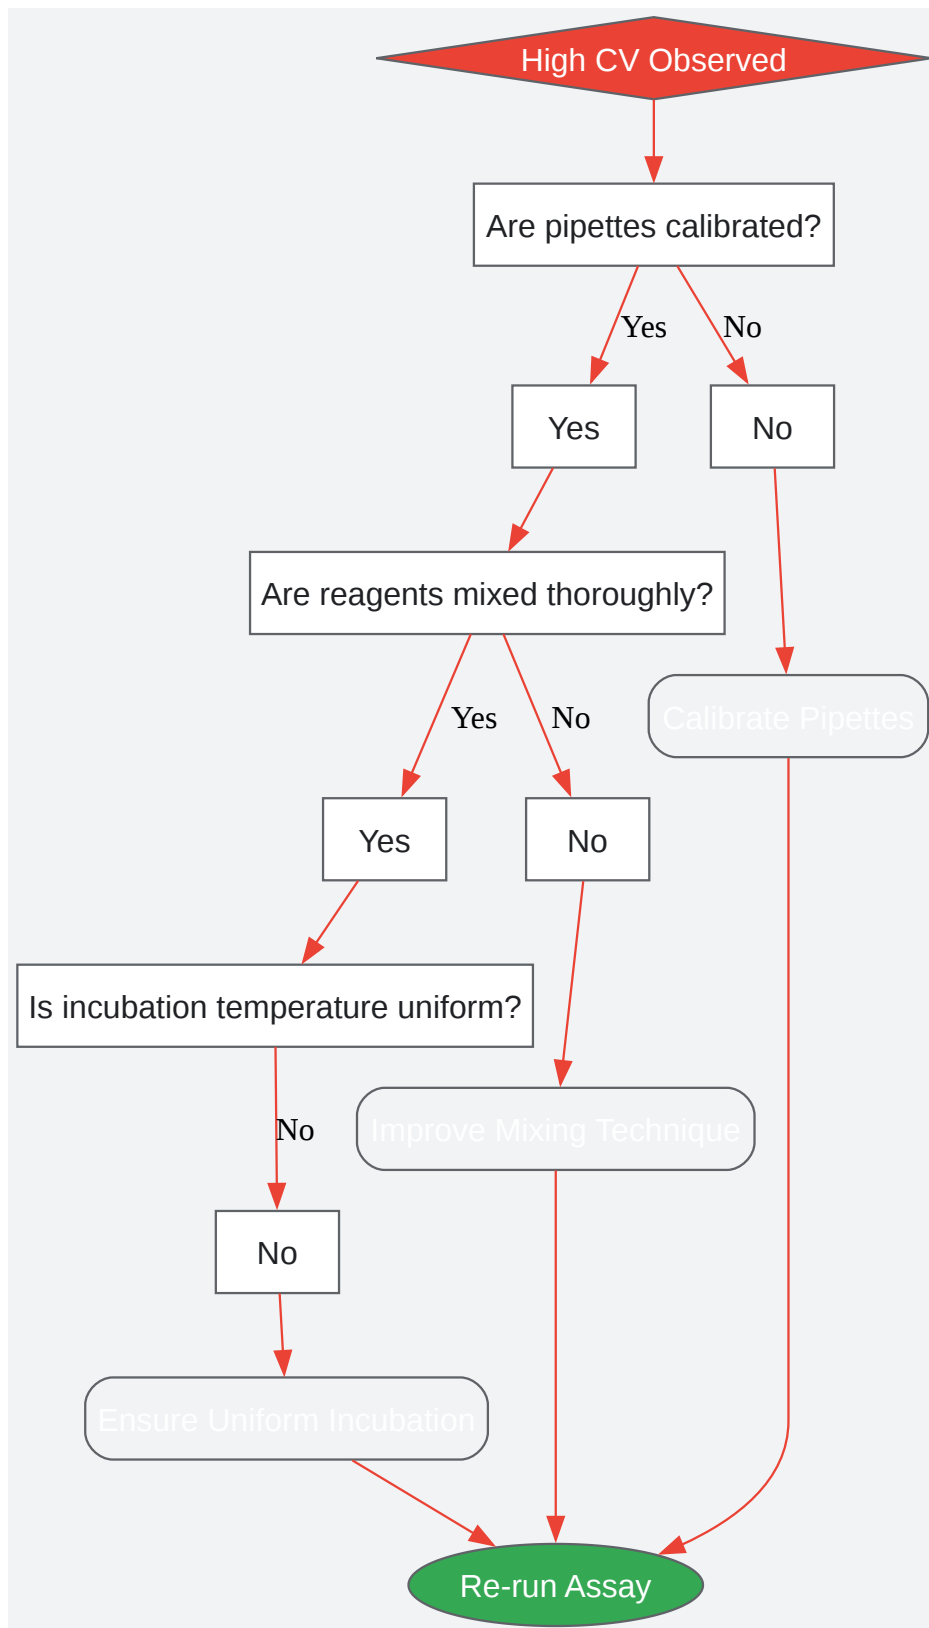 High CV Observed
Are pipettes calibrated?
Yes
No
Yes
No
Are reagents mixed thoroughly?
Calibrate Pipettes
Yes
No
Yes
No
Is incubation temperature uniform?
No
Improve Mixing Technique
No
Ensure Uniform Incubation
Re-run Assay